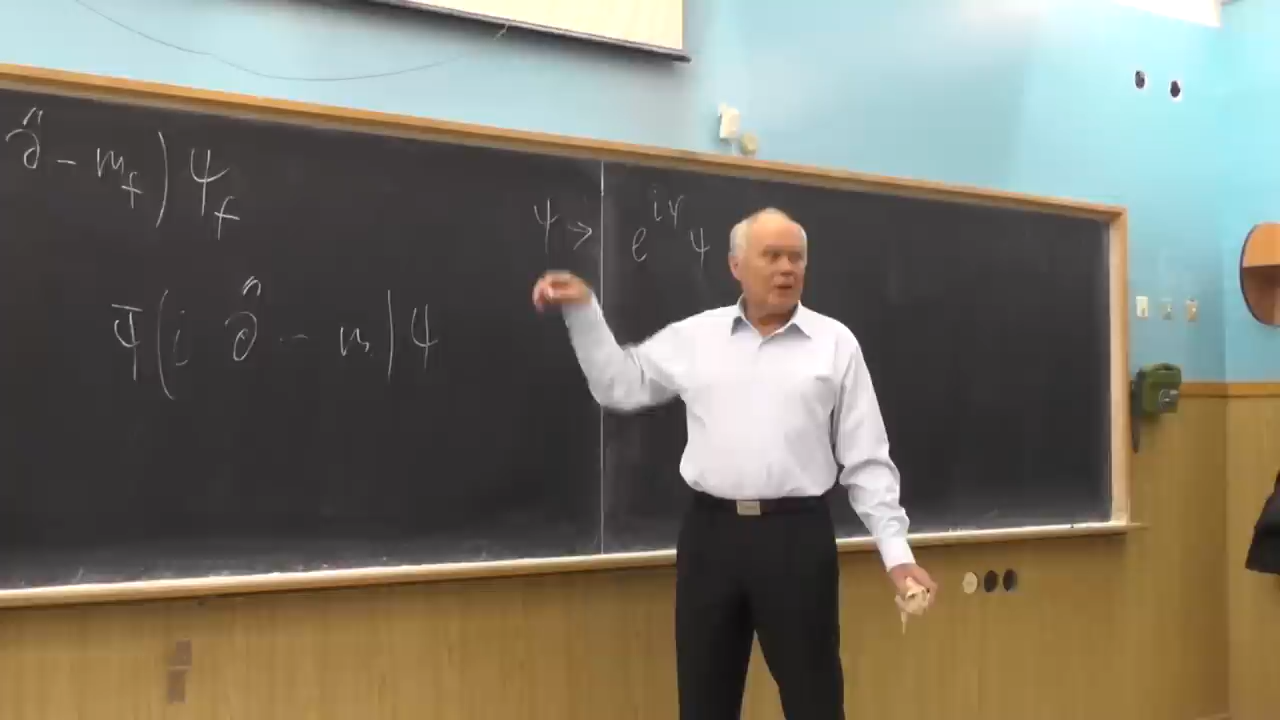 ∂̂ - m_f ) ψ_f
ψ → e^{iγ} ψ
ψ̄ ( i ∂̂ - m ) ψ